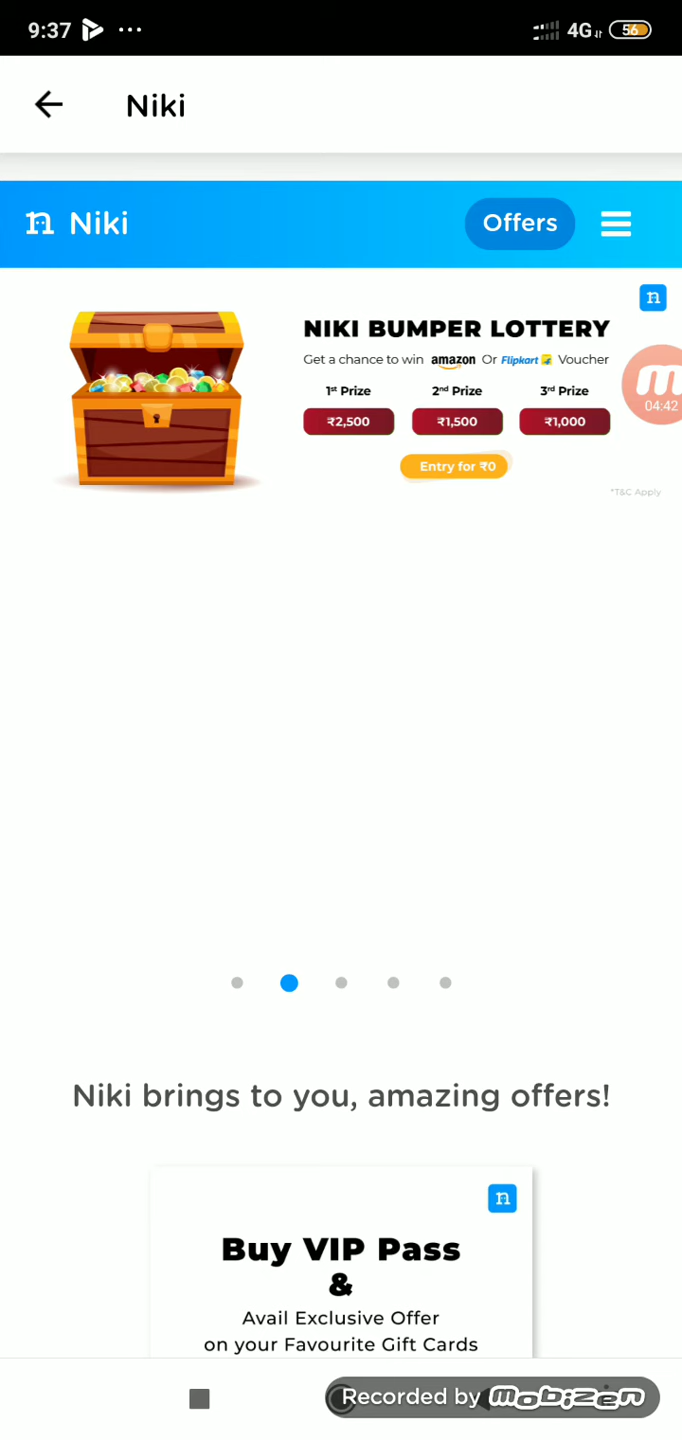 9:37 ... 4G 56
Niki
n Niki Offers
n
NIKI BUMPER LOTTERY
Get a chance to win amazon Or Flipkart Voucher
1st Prize 2nd Prize 3rd Prize
₹2,500 ₹1,500 ₹1,000
04:42
Entry for ₹0
*T&C Apply
Niki brings to you, amazing offers!
n
Buy VIP Pass
&
Avail Exclusive Offer
on your Favourite Gift Cards
Recorded by mobizen